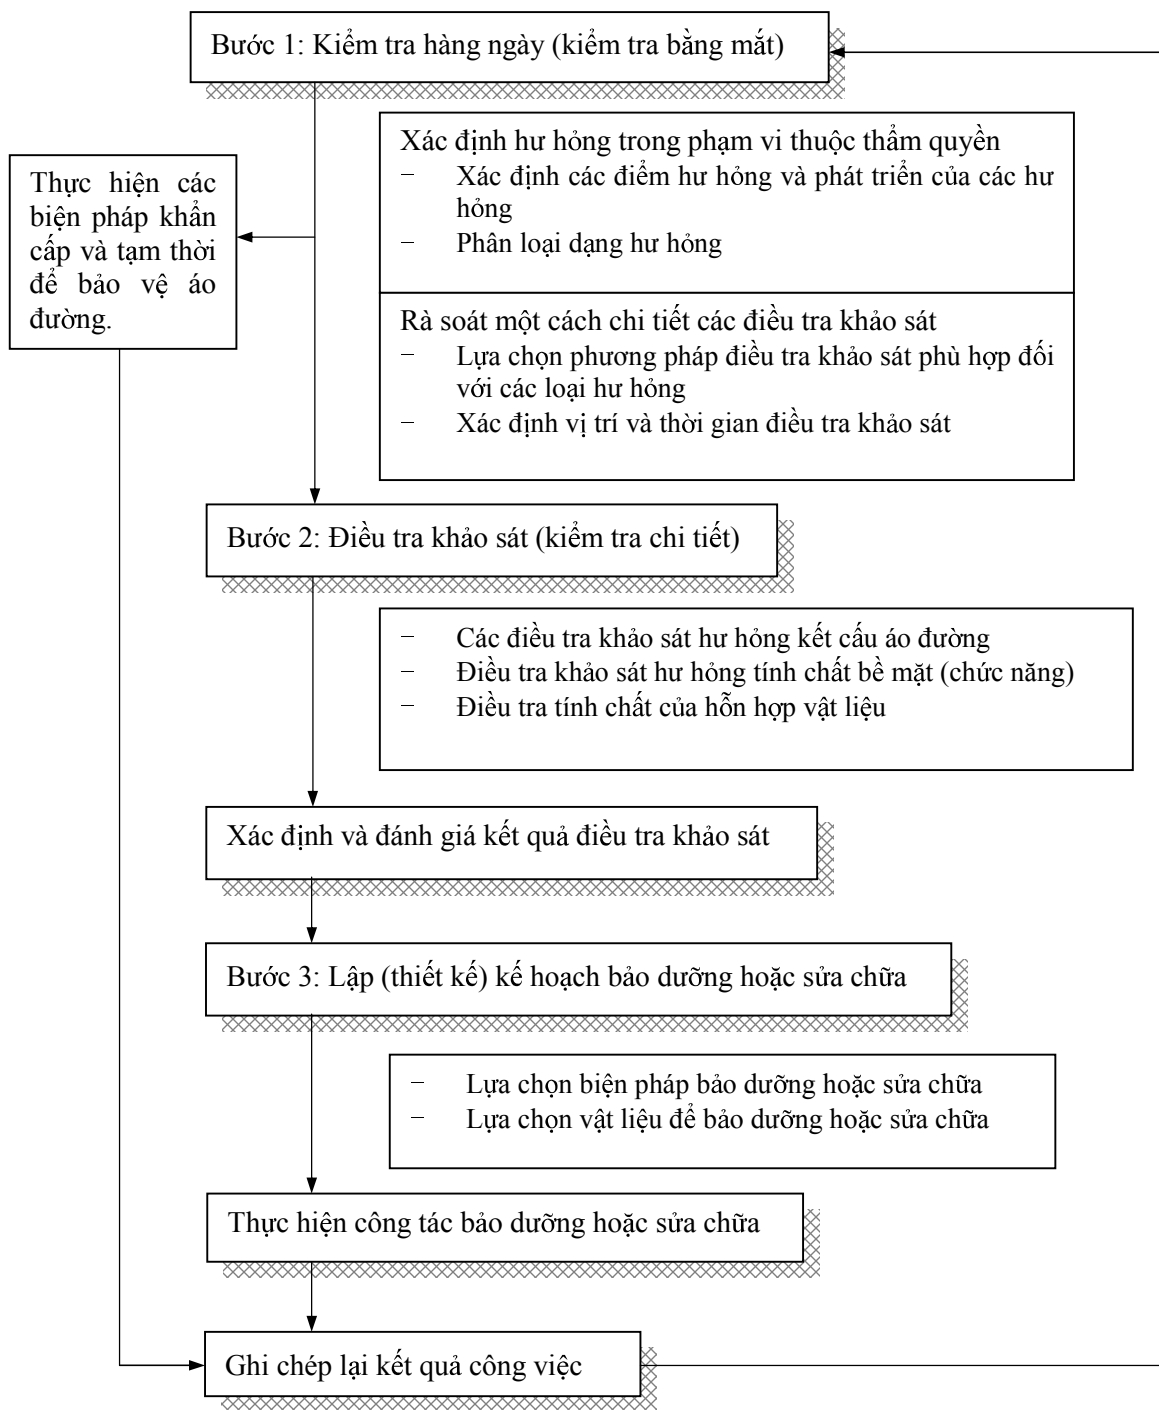 Bước 1: Kiểm tra hàng ngày (kiểm tra bằng mắt)
Xác định hư hỏng trong phạm vi thuộc thẩm quyền
− Xác định các điểm hư hỏng và phát triển của các hư
hỏng
− Phân loại dạng hư hỏng
Thực hiện các
biện pháp khẩn
cấp và tạm thời
để bảo vệ áo
đường.
Rà soát một cách chi tiết các điều tra khảo sát
− Lựa chọn phương pháp điều tra khảo sát phù hợp đối
với các loại hư hỏng
− Xác định vị trí và thời gian điều tra khảo sát
Bước 2: Điều tra khảo sát (kiểm tra chi tiết)
− Các điều tra khảo sát hư hỏng kết cấu áo đường
− Điều tra khảo sát hư hỏng tính chất bề mặt (chức năng)
− Điều tra tính chất của hỗn hợp vật liệu
Xác định và đánh giá kết quả điều tra khảo sát
Bước 3: Lập (thiết kế) kế hoạch bảo dưỡng hoặc sửa chữa
− Lựa chọn biện pháp bảo dưỡng hoặc sửa chữa
− Lựa chọn vật liệu để bảo dưỡng hoặc sửa chữa
Thực hiện công tác bảo dưỡng hoặc sửa chữa
Ghi chép lại kết quả công việc